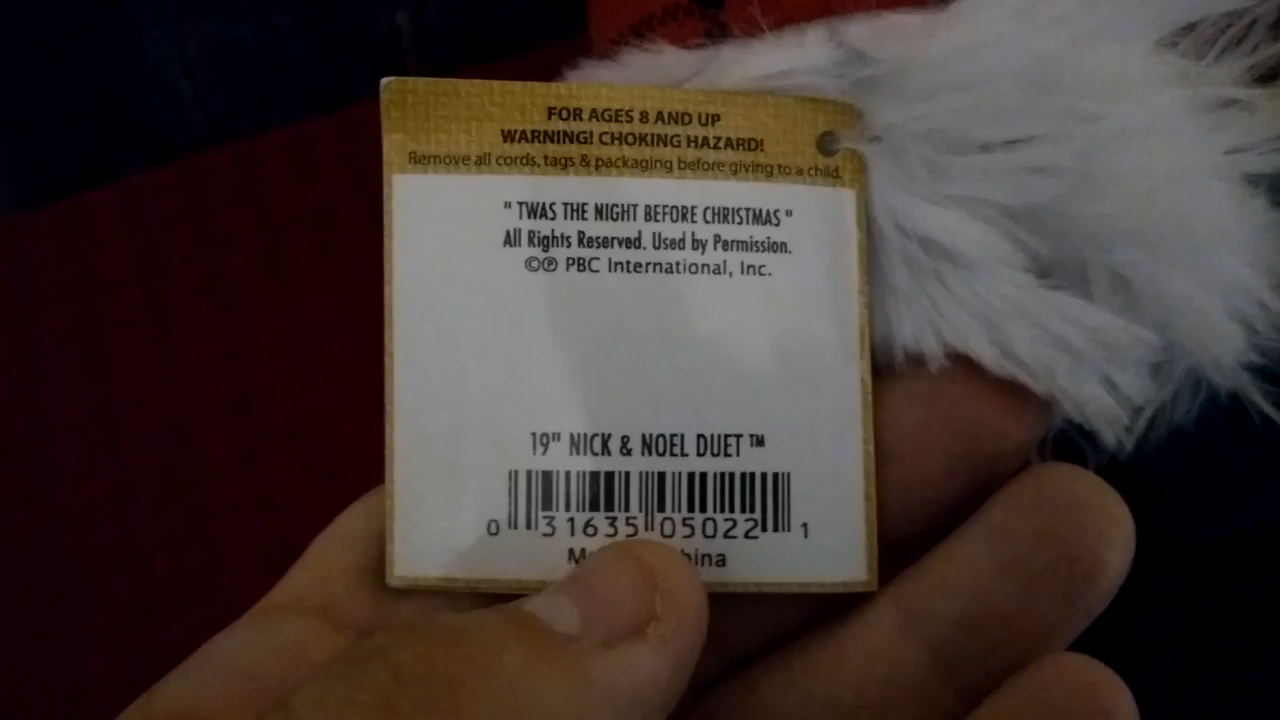 FOR AGES 8 AND UP
WARNING! CHOKING HAZARD!
Remove all cords, tags & packaging before giving to a child.
" TWAS THE NIGHT BEFORE CHRISTMAS "
All Rights Reserved. Used by Permission.
©℗ PBC International, Inc.
19" NICK & NOEL DUET ™
0 31635 05022 1